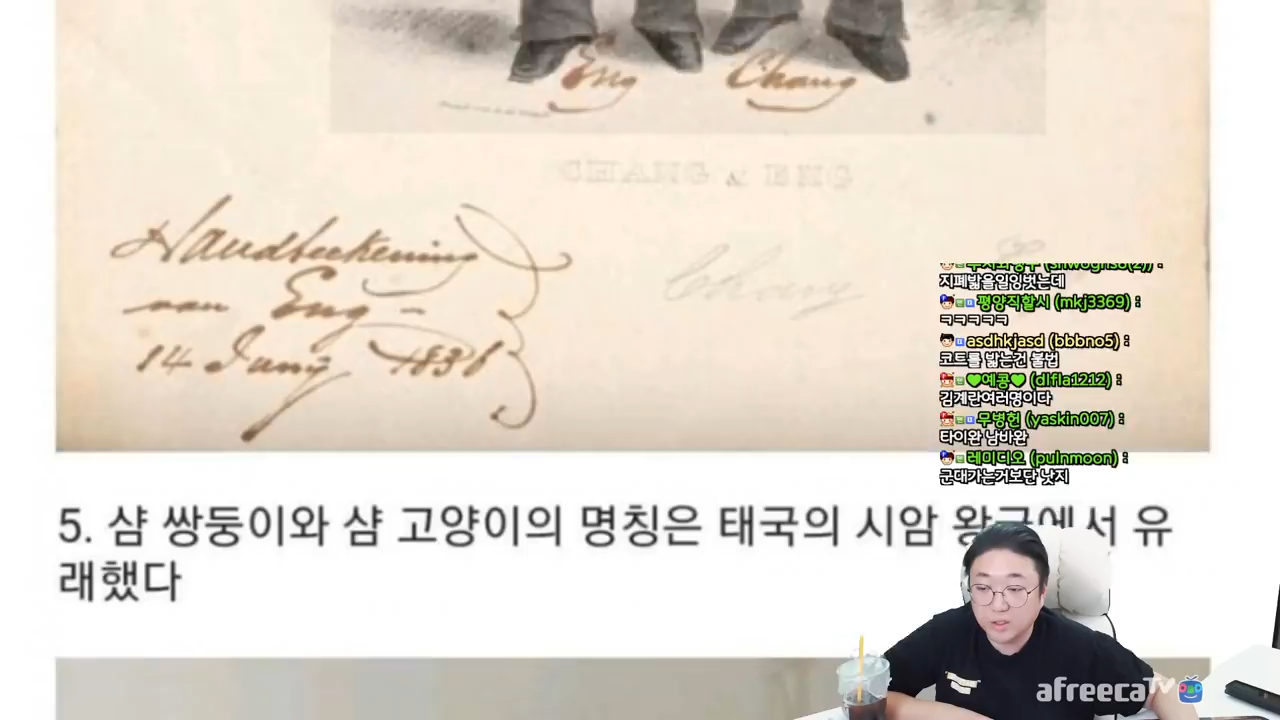 Eng Chang
CHANG & ENG
Handteekening
van Eng -
14 Juny 1836
Chang
지폐밟을일잉벗는데
평양직할시 (mkj3369) :
ㅋㅋㅋㅋㅋ
asdhkjasd (bbbno5) :
코트를 밟는건 불법
♥예콩♥ (dlfla1212) :
김계란여러명이다
무병헌 (yaskin007) :
타이완 남바완
레미디오 (pulnmoon) :
군대가는거보단 낫지
5. 샴 쌍둥이와 샴 고양이의 명칭은 태국의 시암 왕국에서 유
래했다
afreecaTV